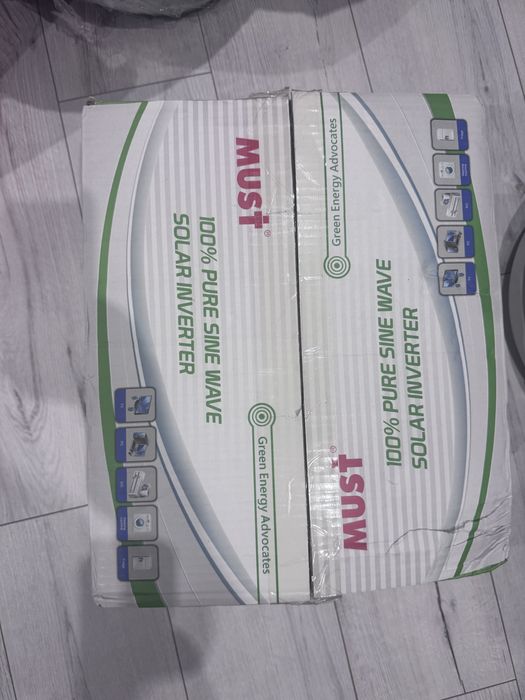 MUST®
100% PURE SINE WAVE
SOLAR INVERTER
Green Energy Advocates
Green Energy Advocates
MUST®
100% PURE SINE WAVE
SOLAR INVERTER